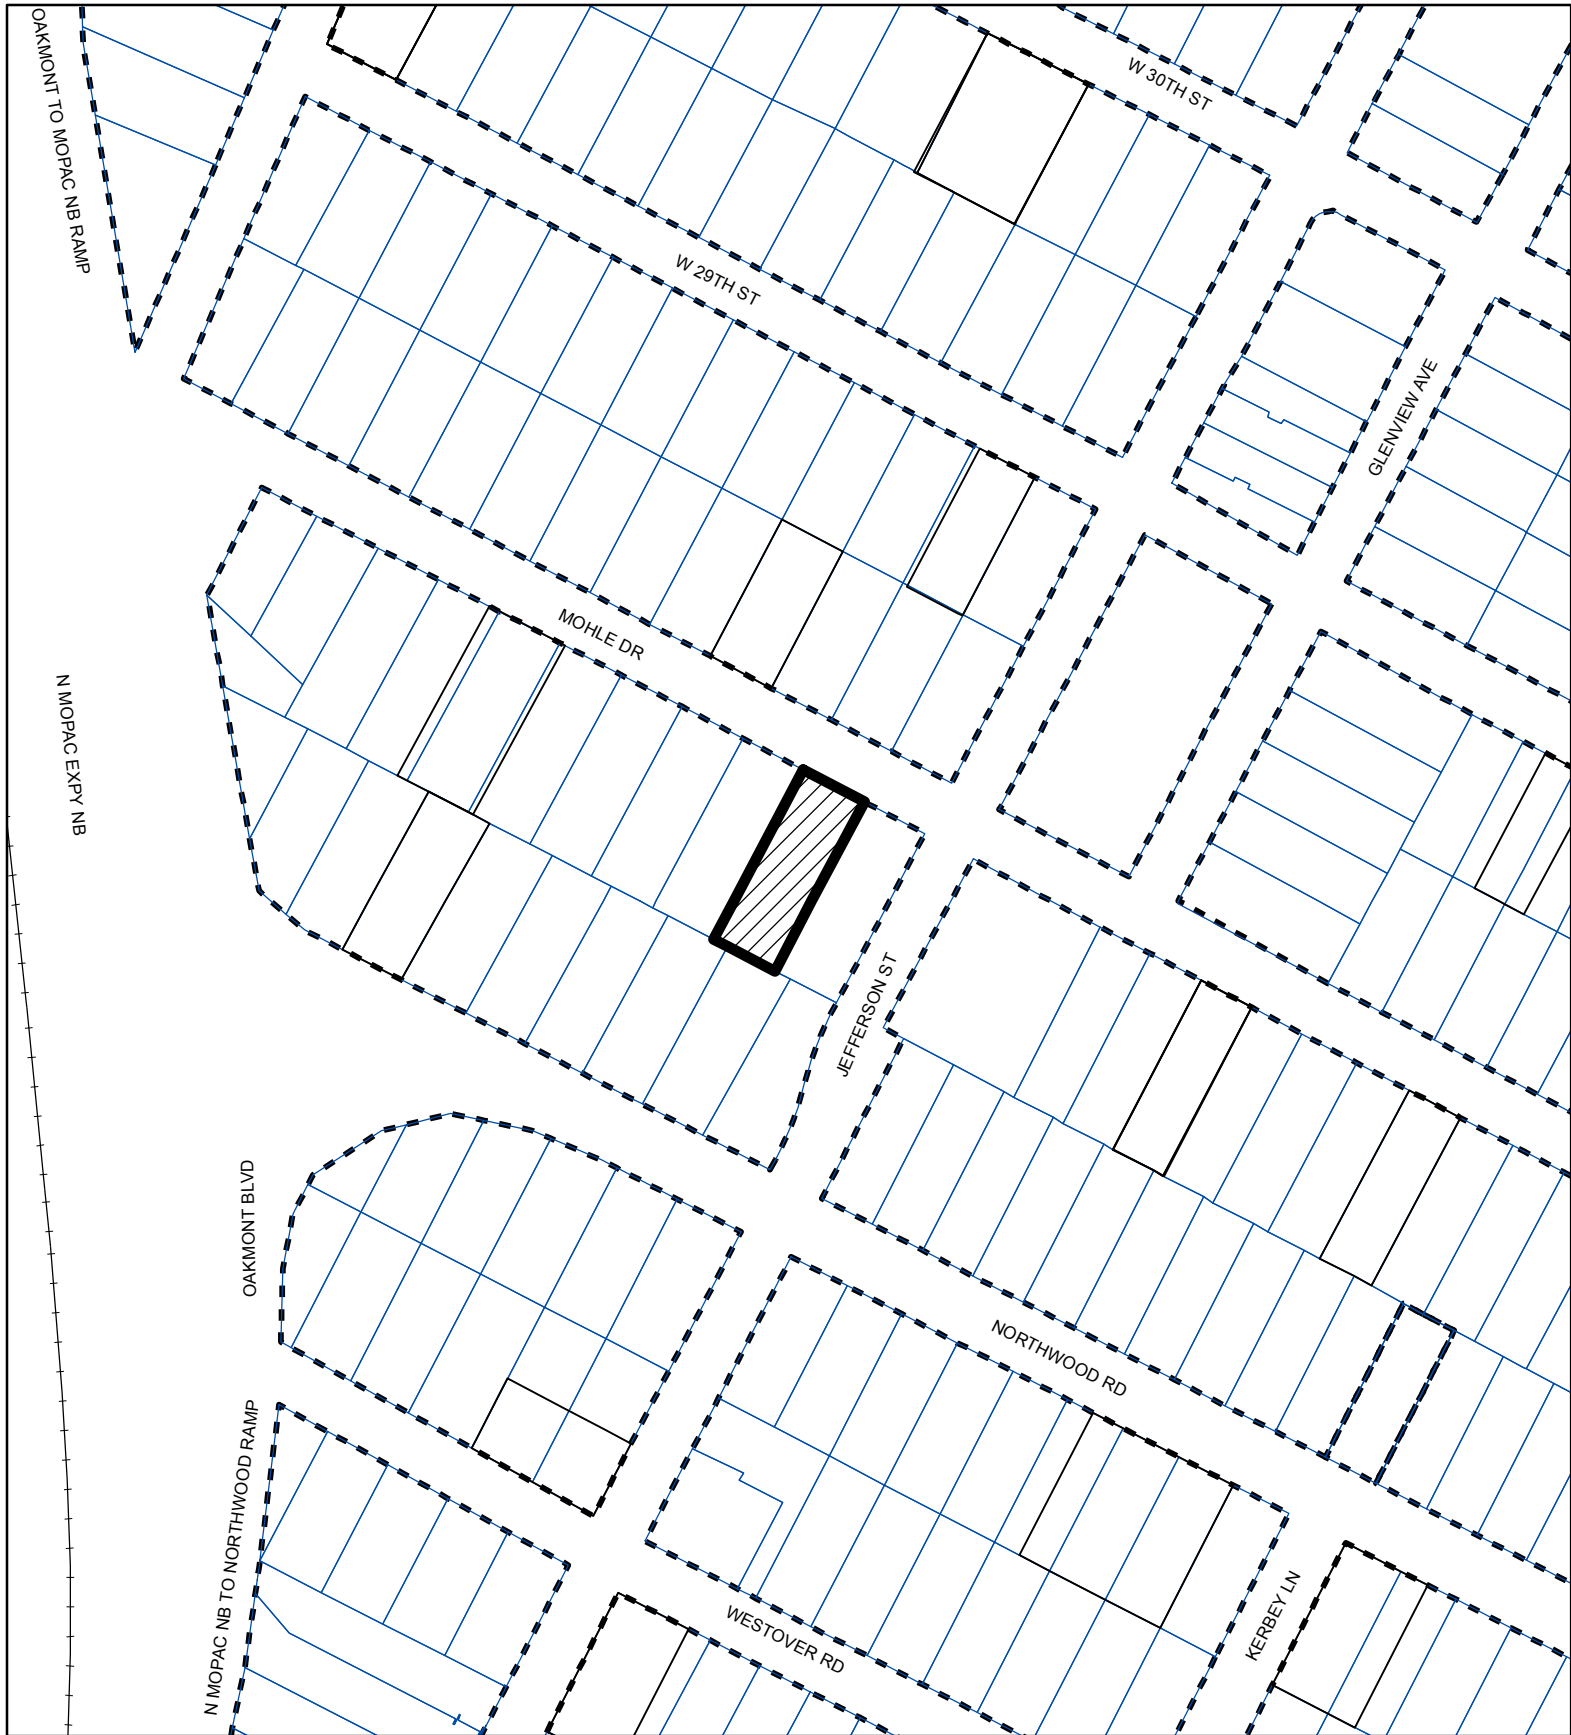 OAKMONT TO MOPAC NB RAMP
W 30TH ST
W 29TH ST
GLENVIEW AVE
MOHLE DR
N MOPAC EXPY NB
JEFFERSON ST
OAKMONT BLVD
NORTHWOOD RD
N MOPAC NB TO NORTHWOOD RAMP
WESTOVER RD
KERBEY LN